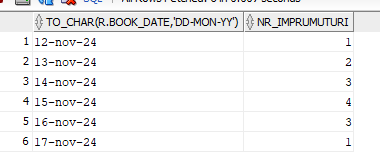 TO_CHAR(R.BOOK_DATE,'DD-MON-YY') NR_IMPRUMUTURI
1 12-nov-24 1
2 13-nov-24 2
3 14-nov-24 3
4 15-nov-24 4
5 16-nov-24 3
6 17-nov-24 1